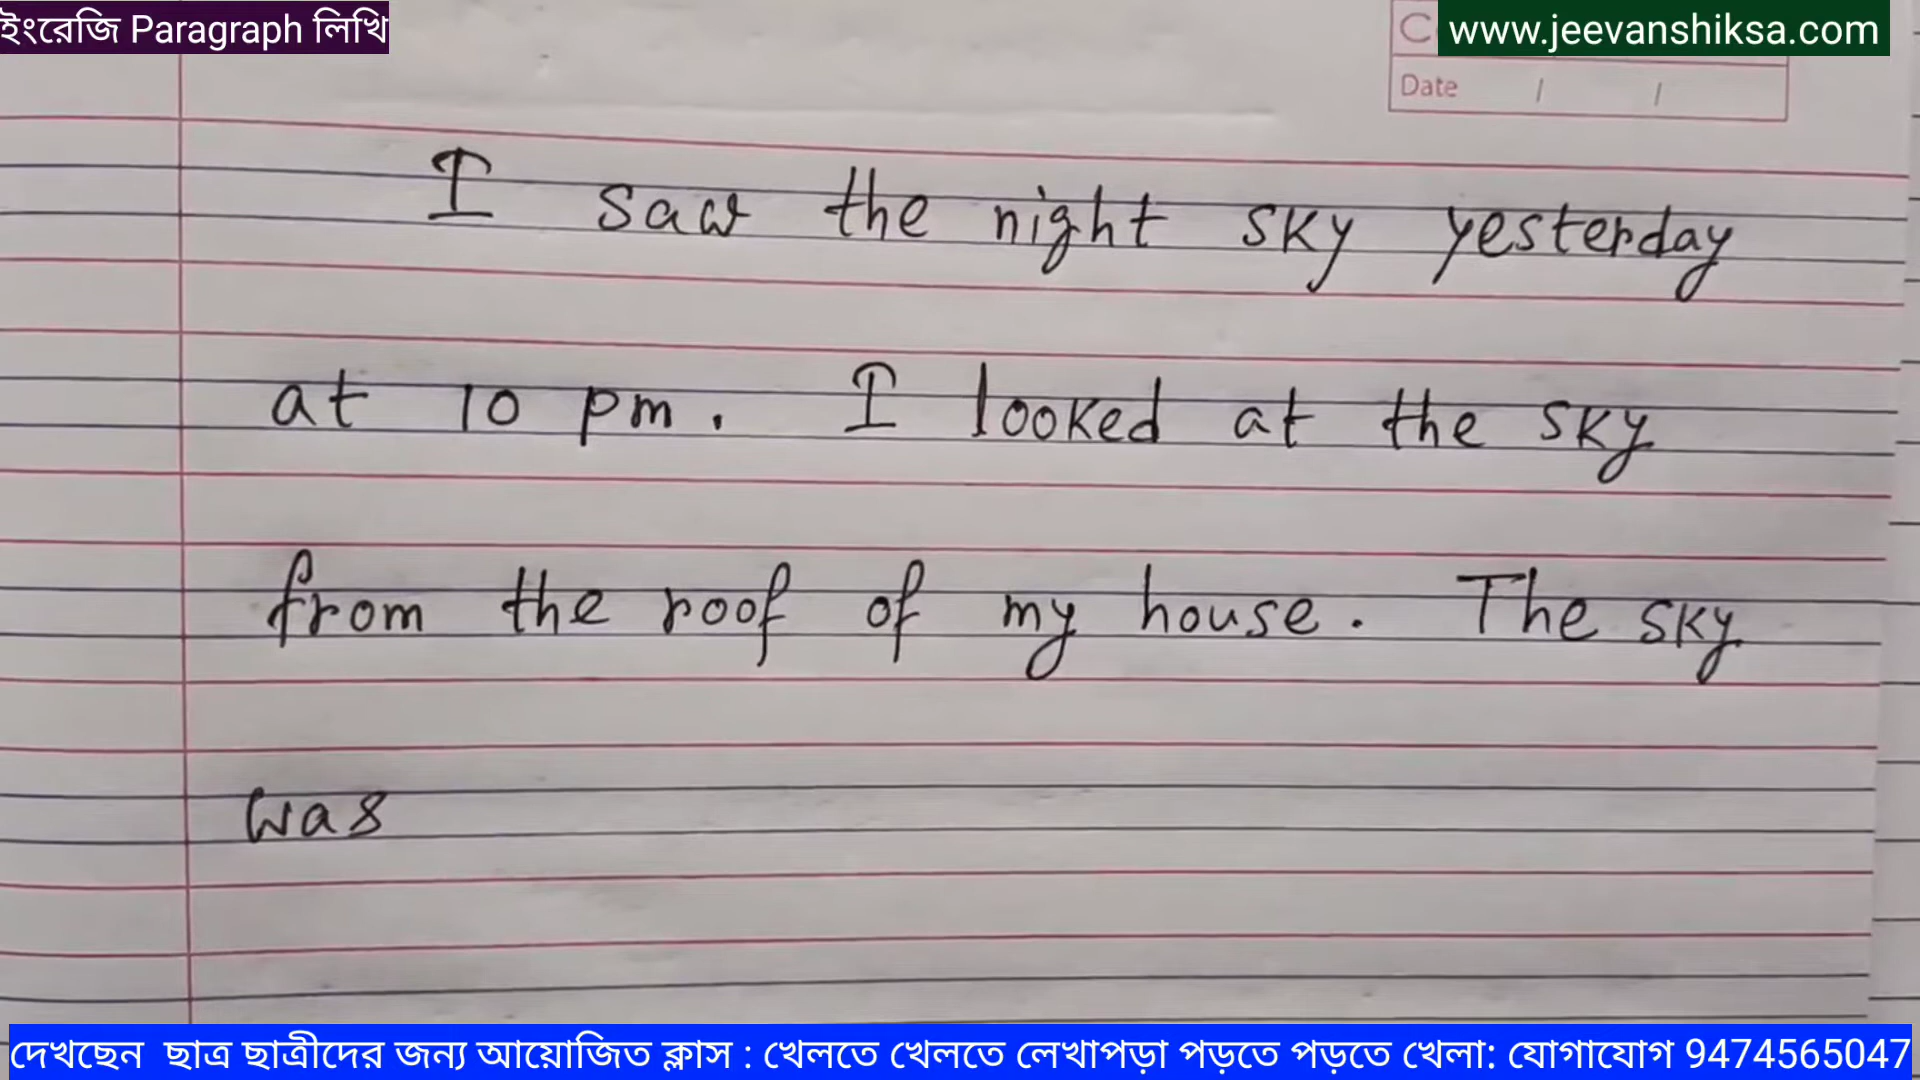 ইংরেজি Paragraph লিখি
www.jeevanshiksa.com
Date / /
I saw the night sky yesterday
at 10 pm. I looked at the sky
from the roof of my house. The sky
was
দেখছেন ছাত্র ছাত্রীদের জন্য আয়োজিত ক্লাস : খেলতে খেলতে লেখাপড়া পড়তে পড়তে খেলা: যোগাযোগ 9474565047